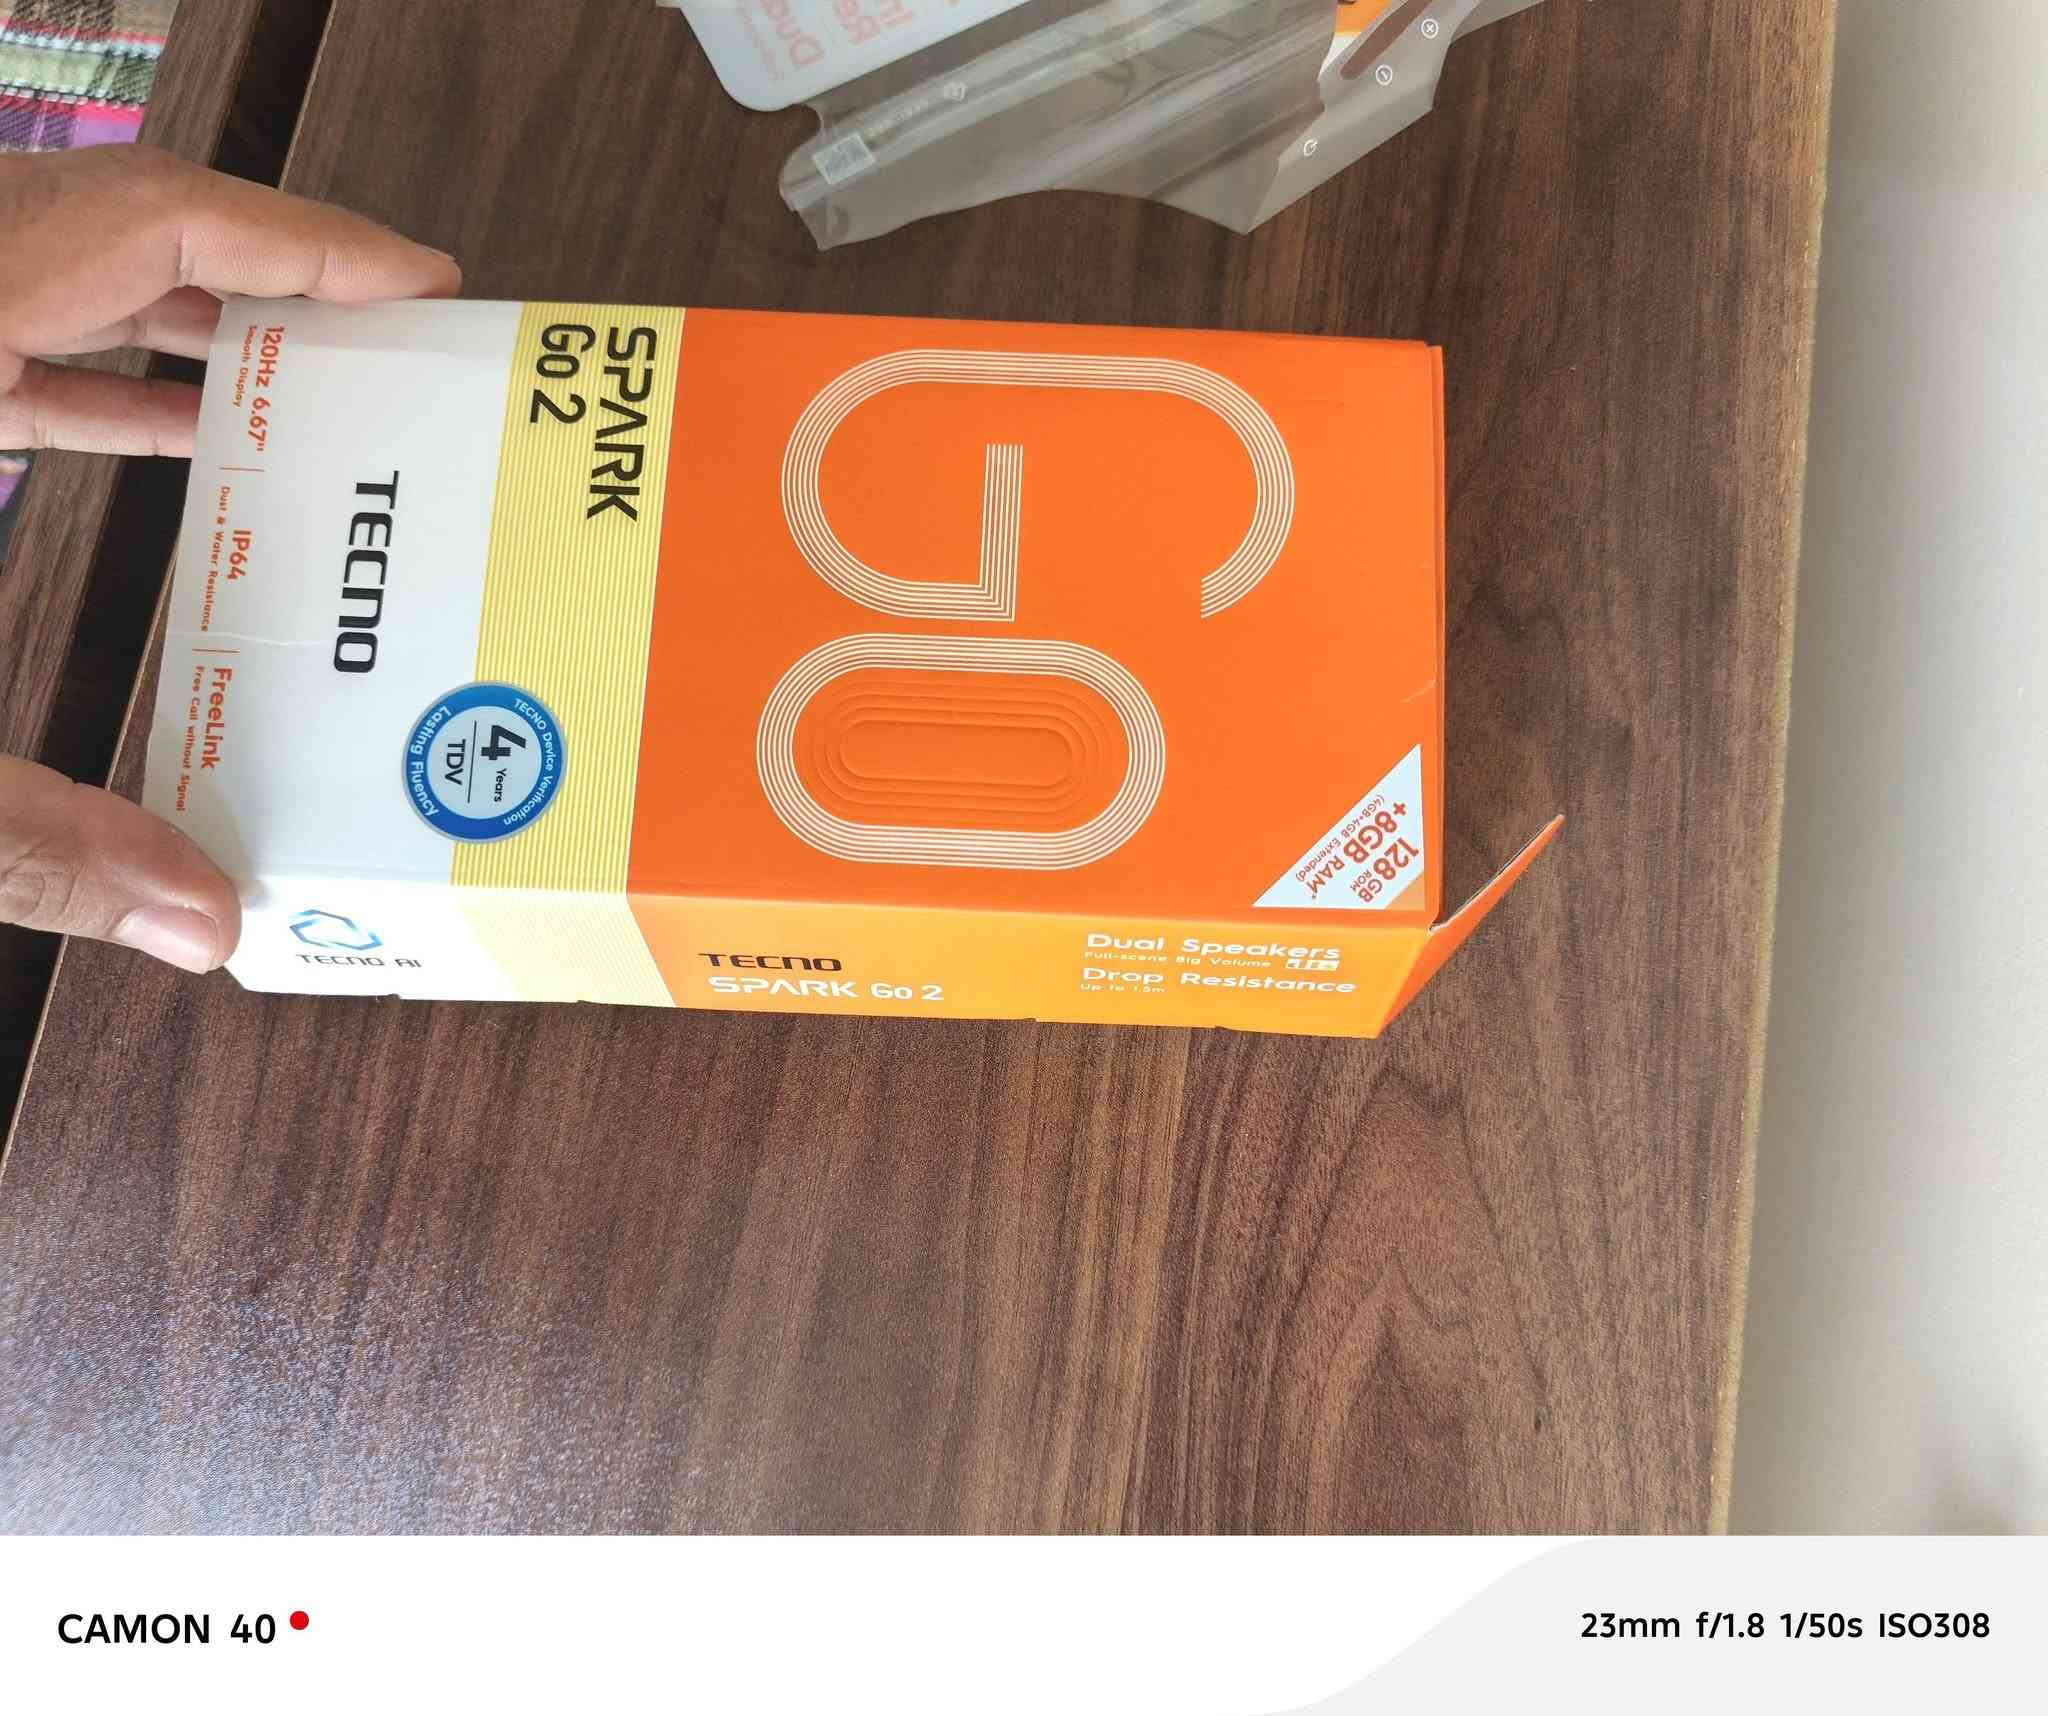 120Hz 6.67"
Smooth Display
IP64
Dust & Water Resistance
FreeLink
Free Call without Signal
TECNO
SPARK
Go 2
TECNO Device Verification
4 Years
TDV
Lasting Fluency
GO
128GB
ROM
+8GB RAM*
(4GB+4GB Extended)
TECNO AI
TECNO
SPARK Go 2
Dual Speakers
Full-scene Big Volume
Drop Resistance
Up to 1.5m
CAMON 40
23mm f/1.8 1/50s ISO308